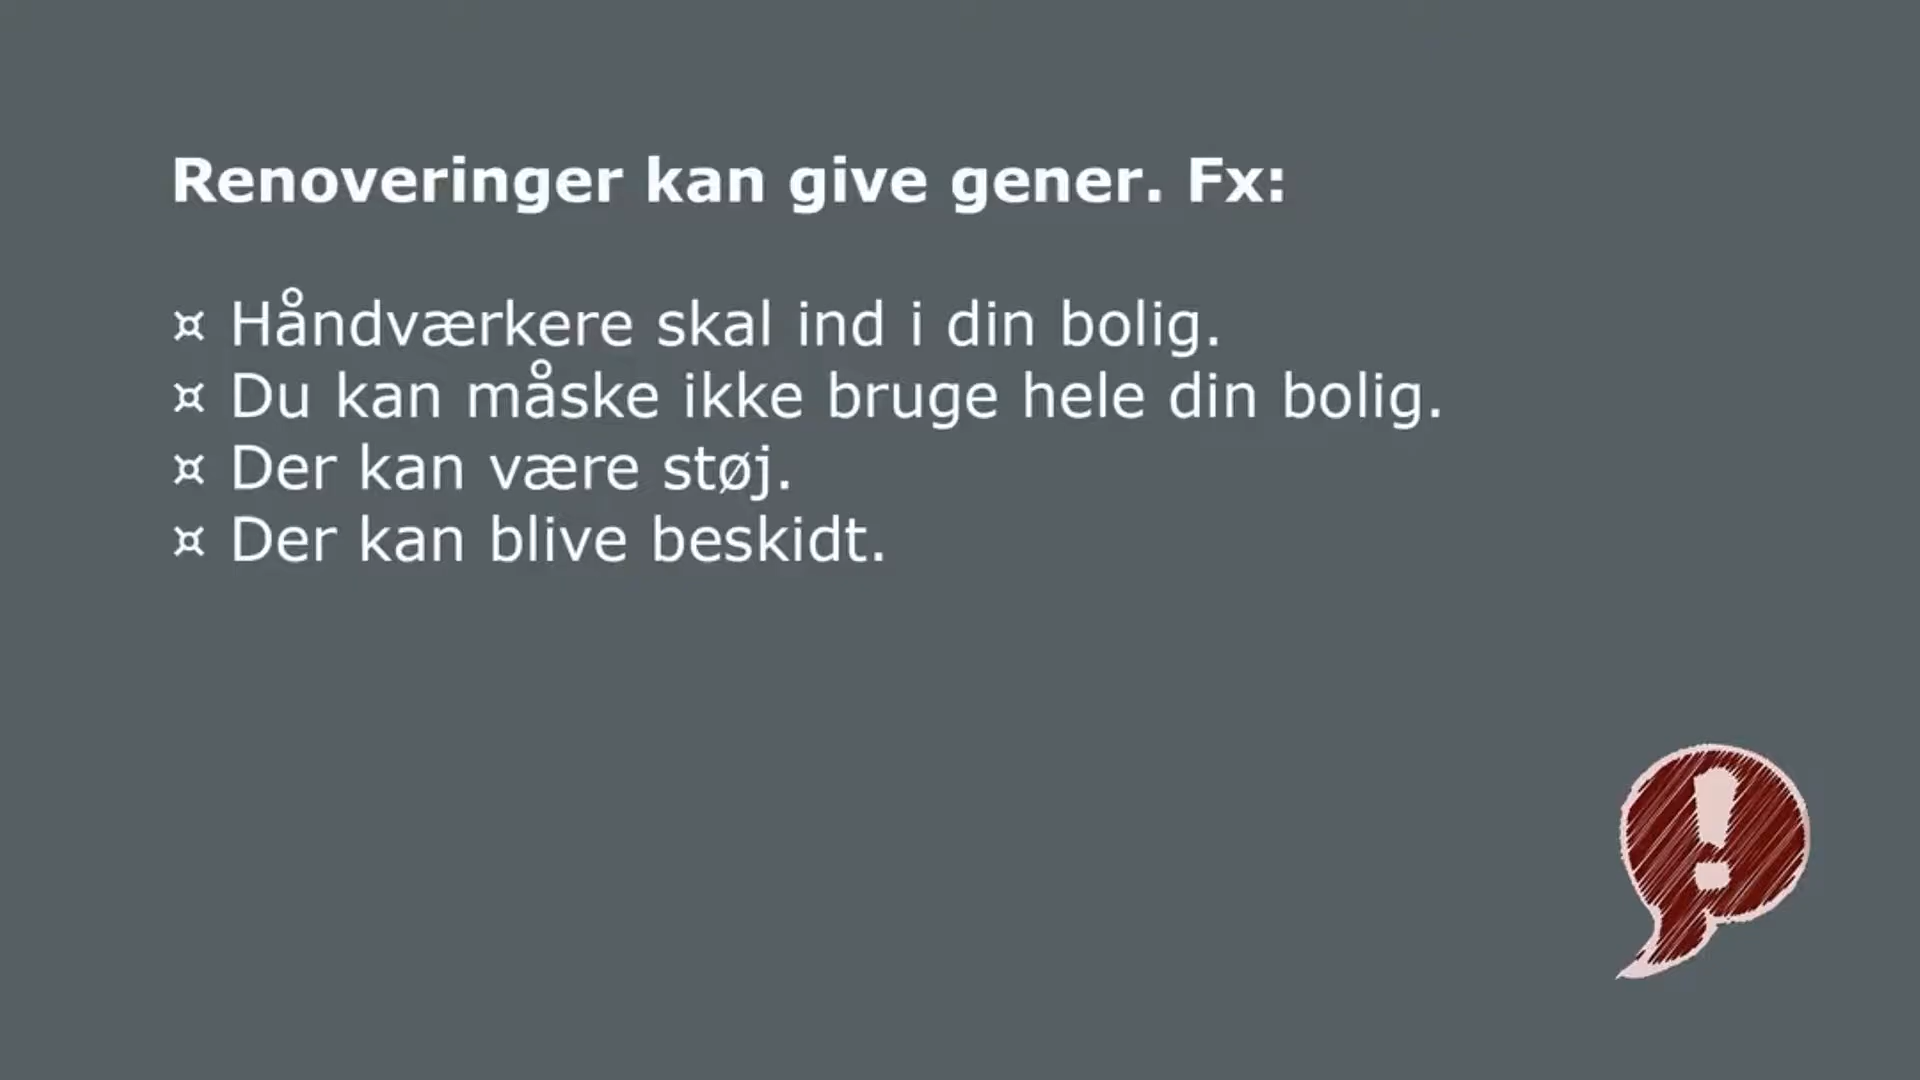 Renoveringer kan give gener. Fx:
¤ Håndværkere skal ind i din bolig.
¤ Du kan måske ikke bruge hele din bolig.
¤ Der kan være støj.
¤ Der kan blive beskidt.
!